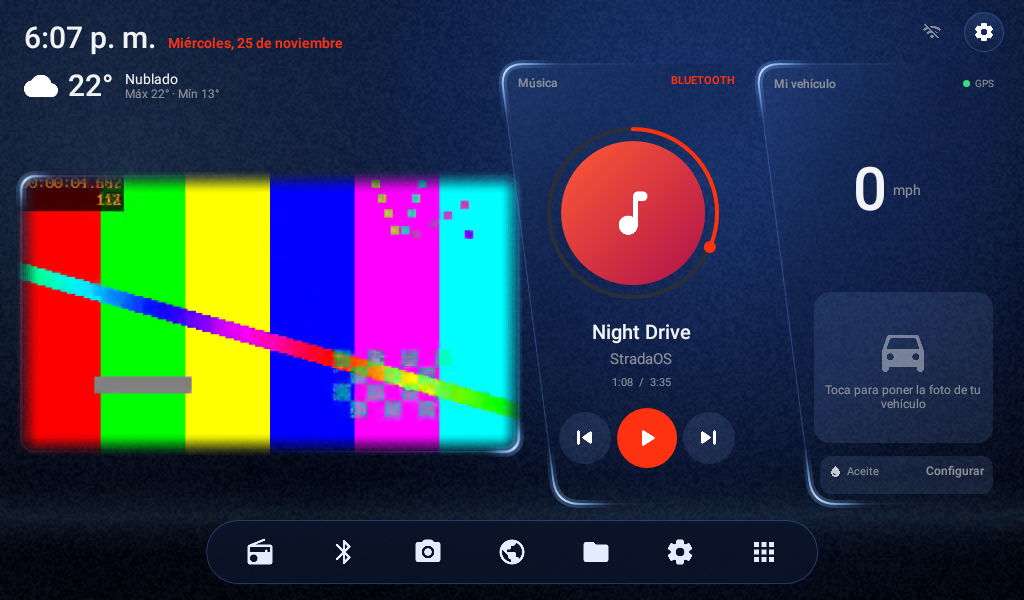 6:07 p. m.
Miércoles, 25 de noviembre
22°
Nublado
Máx 22° · Mín 13°
Música
BLUETOOTH
Mi vehículo
GPS
11%
0
mph
Night Drive
StradaOS
1:08 / 3:35
Toca para poner la foto de tu
vehículo
Aceite
Configurar